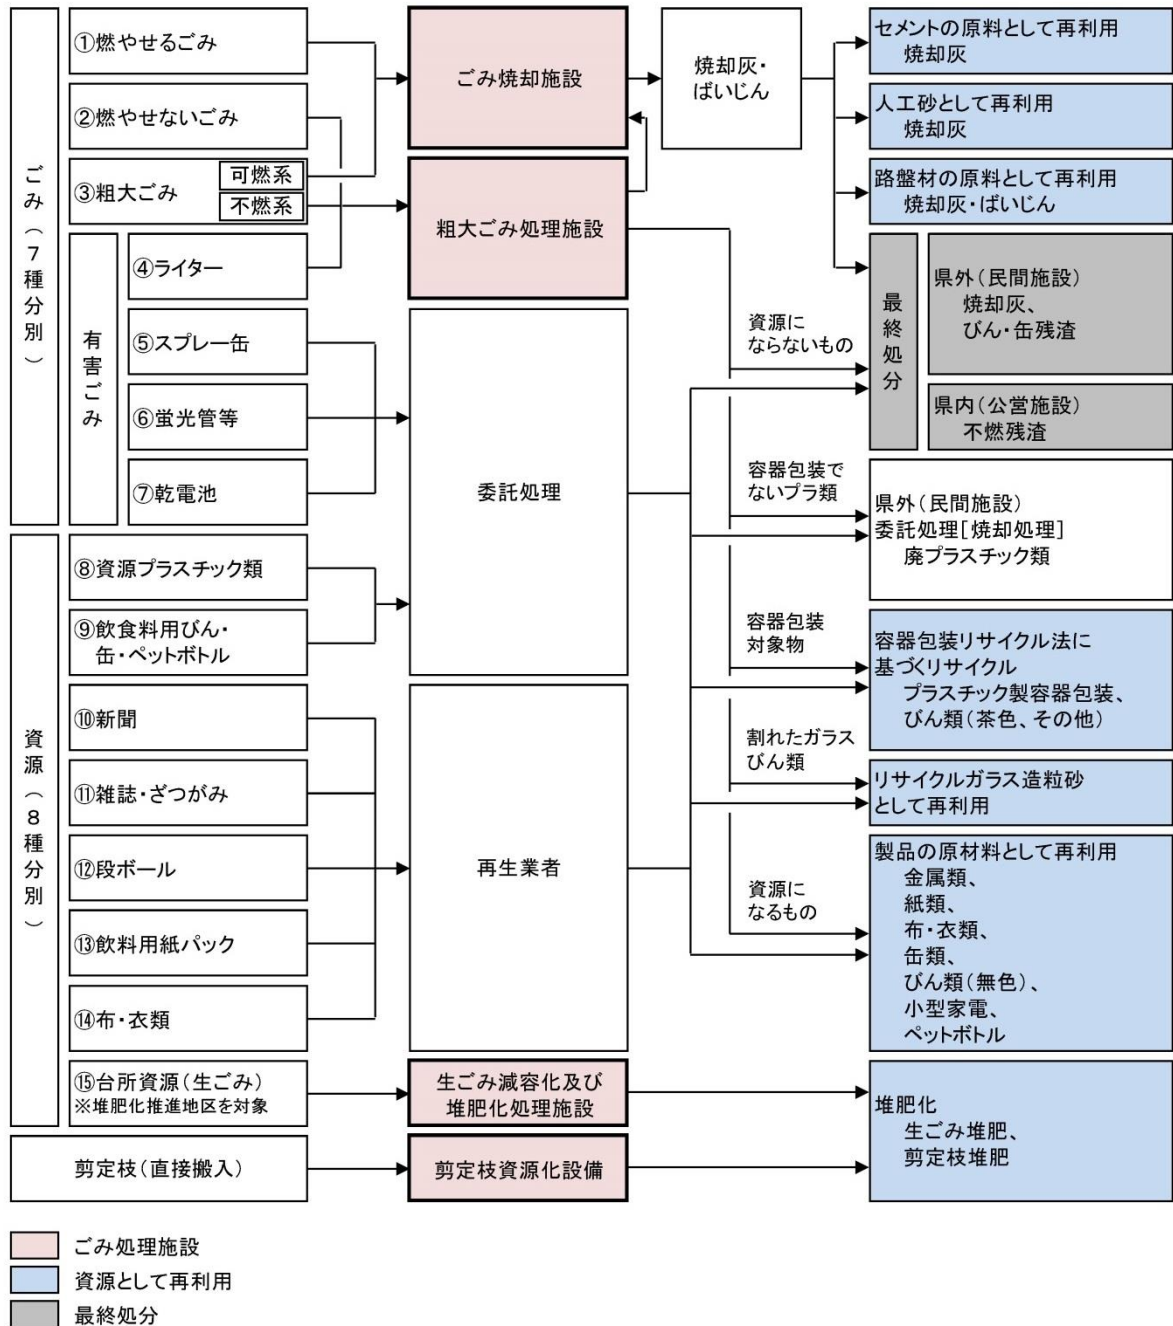 ごみ（７種分別）
①燃やせるごみ
②燃やせないごみ
③粗大ごみ
可燃系
不燃系
有害ごみ
④ライター
⑤スプレー缶
⑥蛍光管等
⑦乾電池
資源（８種分別）
⑧資源プラスチック類
⑨飲食料用びん・
缶・ペットボトル
⑩新聞
⑪雑誌・ざつがみ
⑫段ボール
⑬飲料用紙パック
⑭布・衣類
⑮台所資源（生ごみ）
※堆肥化推進地区を対象
剪定枝（直接搬入）
ごみ焼却施設
粗大ごみ処理施設
委託処理
再生業者
生ごみ減容化及び
堆肥化処理施設
剪定枝資源化設備
焼却灰・
ばいじん
資源に
ならないもの
容器包装で
ないプラ類
容器包装
対象物
割れたガラス
びん類
資源に
なるもの
セメントの原料として再利用
焼却灰
人工砂として再利用
焼却灰
路盤材の原料として再利用
焼却灰・ばいじん
最終処分
県外（民間施設）
焼却灰、
びん・缶残渣
県内（公営施設）
不燃残渣
県外（民間施設）
委託処理［焼却処理］
廃プラスチック類
容器包装リサイクル法に
基づくリサイクル
プラスチック製容器包装、
びん類（茶色、その他）
リサイクルガラス造粒砂
として再利用
製品の原材料として再利用
金属類、
紙類、
布・衣類、
缶類、
びん類（無色）、
小型家電、
ペットボトル
堆肥化
生ごみ堆肥、
剪定枝堆肥
ごみ処理施設
資源として再利用
最終処分